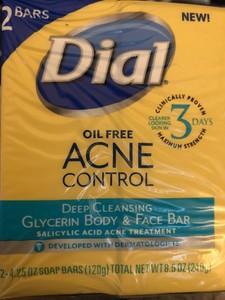 2 BARS
NEW!
Dial
CLINICALLY PROVEN
CLEARER
LOOKING
SKIN IN
3 DAYS
MAXIMUM STRENGTH
OIL FREE
ACNE
CONTROL
DEEP CLEANSING
GLYCERIN BODY & FACE BAR
SALICYLIC ACID ACNE TREATMENT
DEVELOPED WITH DERMATOLOGISTS
2-4.25 OZ SOAP BARS (120g) TOTAL NET WT 8.5 OZ (240g)